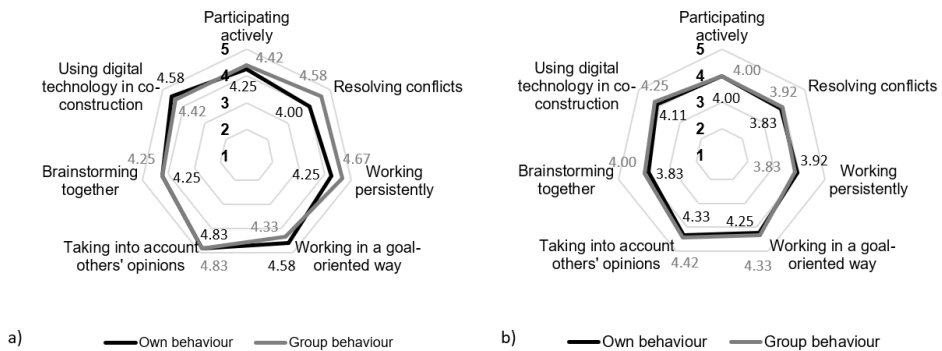 Participating
actively
5
4.42
4.58
4.58
Using digital
technology in co-
construction
4
4.25
Resolving conflicts
4.42
3
4.00
2
4.25
1
4.25
4.25
4.67
Brainstorming
together
Working
persistently
4.83
4.33
Taking into account
others' opinions
4.83
4.58
Working in a goal-
oriented way
a)
Own behaviour
Group behaviour
Participating
actively
5
4.00
Using digital
technology in co-
construction
4.25
4
3.92
Resolving conflicts
4.11
4.00
3
3.83
2
1
4.00
3.83
3.83
3.92
Brainstorming
together
Working
persistently
4.33
4.25
Taking into account
others' opinions
4.42
4.33
Working in a goal-
oriented way
b)
Own behaviour
Group behaviour